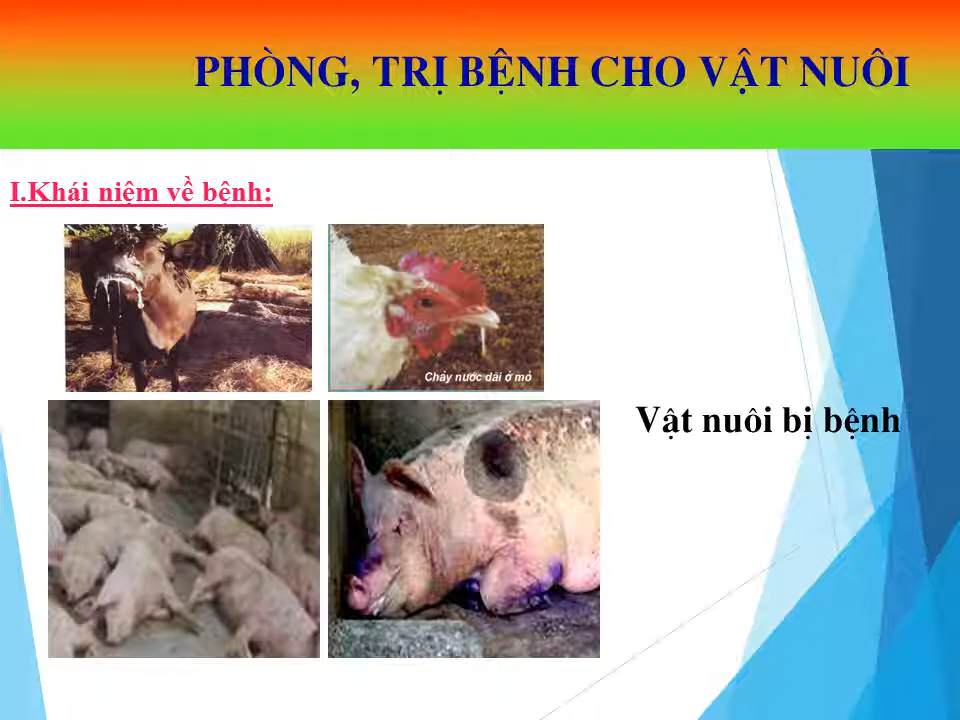 PHÒNG, TRỊ BỆNH CHO VẬT NUÔI
I.Khái niệm về bệnh:
Chảy nước dãi ở mỏ
Vật nuôi bị bệnh